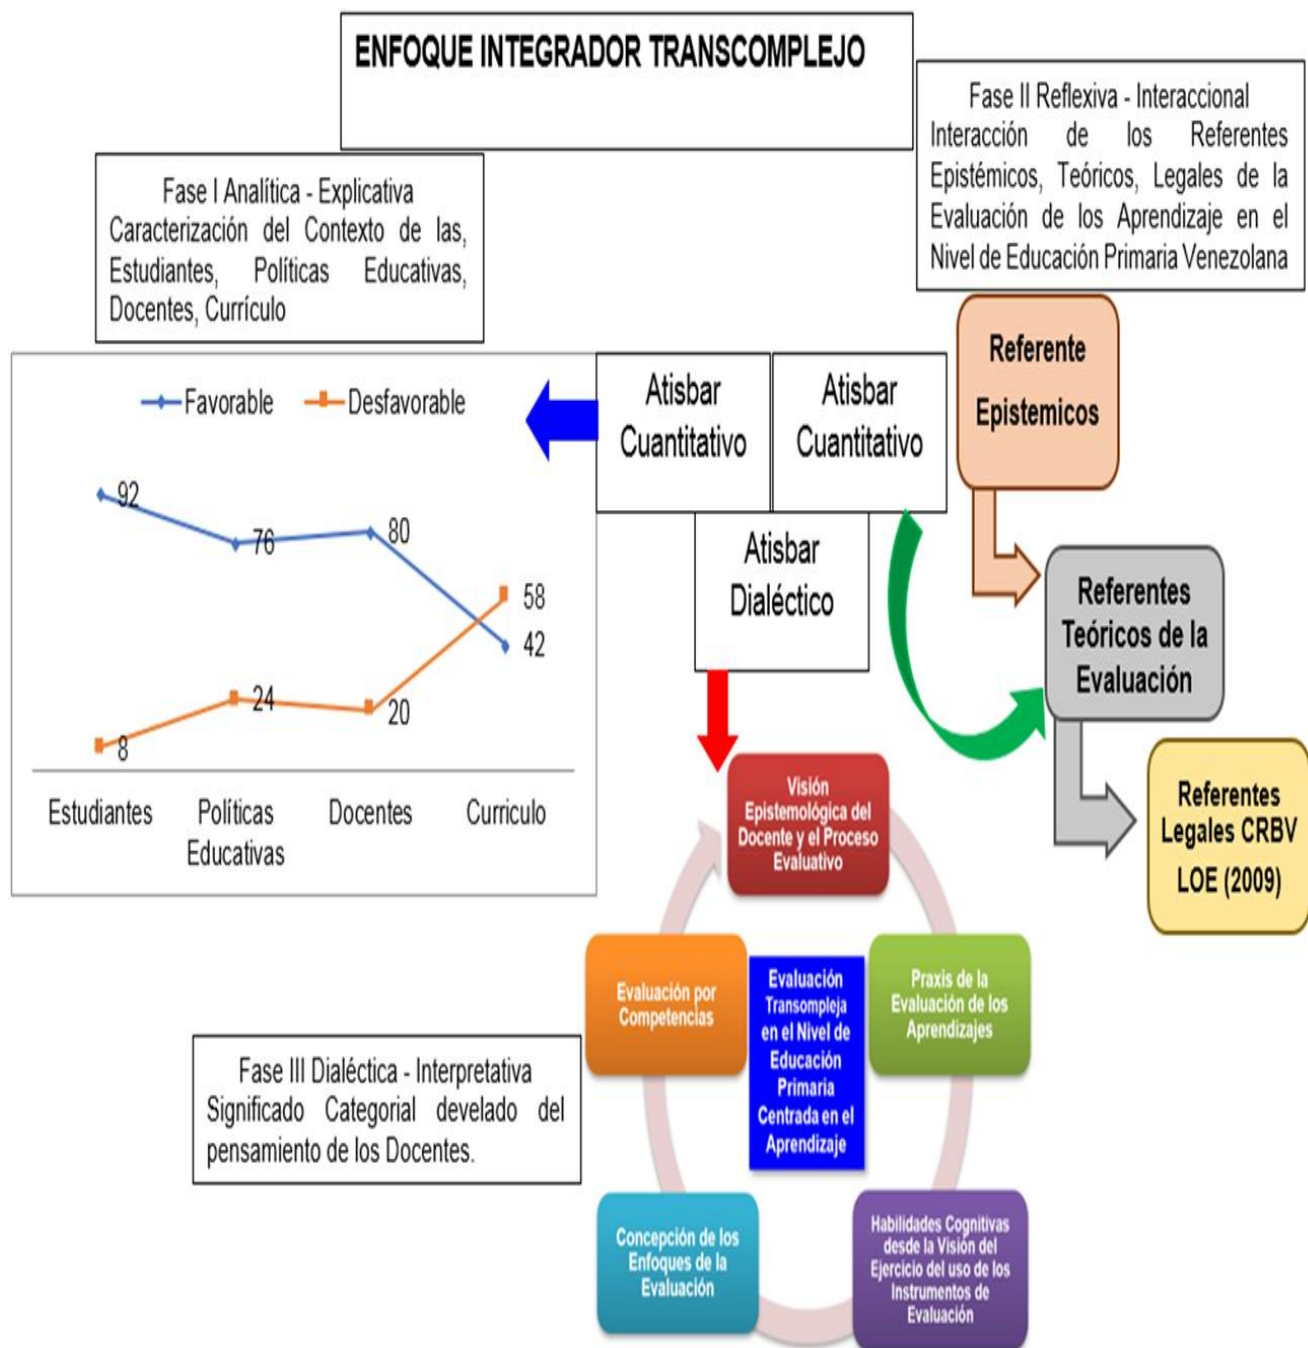 ENFOQUE INTEGRADOR TRANSCOMPLEJO
Fase I Analítica - Explicativa
Caracterización del Contexto de las,
Estudiantes, Políticas Educativas,
Docentes, Currículo
Fase II Reflexiva - Interaccional
Interacción de los Referentes
Epistémicos, Teóricos, Legales de la
Evaluación de los Aprendizaje en el
Nivel de Educación Primaria Venezolana
Favorable
Desfavorable
92
76
80
58
42
24
20
8
Estudiantes
Políticas
Educativas
Docentes
Curriculo
Atisbar
Cuantitativo
Atisbar
Cuantitativo
Atisbar
Dialéctico
Referente
Epistemicos
Referentes
Teóricos de la
Evaluación
Referentes
Legales CRBV
LOE (2009)
Visión
Epistemológica del
Docente y el Proceso
Evaluativo
Evaluación por
Competencias
Evaluación
Transompleja
en el Nivel de
Educación
Primaria
Centrada en el
Aprendizaje
Praxis de la
Evaluación de los
Aprendizajes
Fase III Dialéctica - Interpretativa
Significado Categorial develado del
pensamiento de los Docentes.
Concepción de los
Enfoques de la
Evaluación
Habilidades Cognitivas
desde la Visión del
Ejercicio del uso de los
Instrumentos de
Evaluación